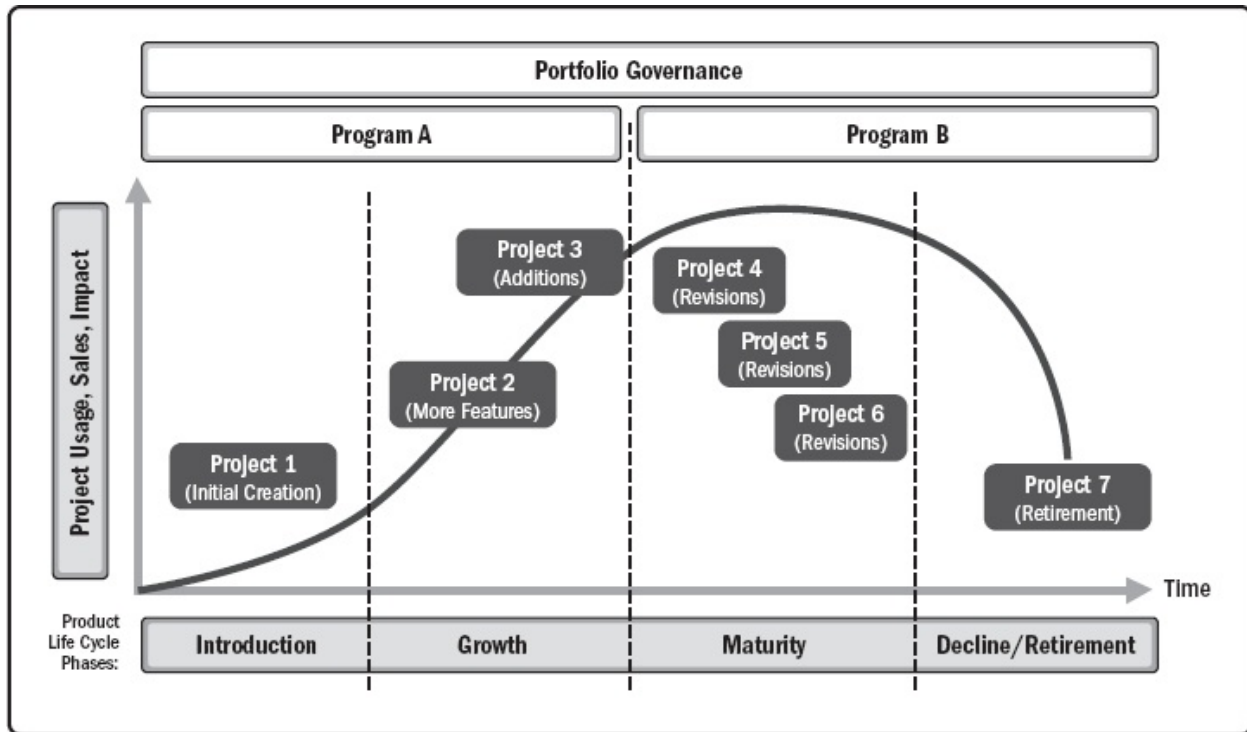 Portfolio Governance
Program A
Program B
Project Usage, Sales, Impact
Project 3
(Additions)
Project 4
(Revisions)
Project 5
(Revisions)
Project 2
(More Features)
Project 6
(Revisions)
Project 1
(Initial Creation)
Project 7
(Retirement)
Time
Product
Life Cycle
Phases:
Introduction
Growth
Maturity
Decline/Retirement